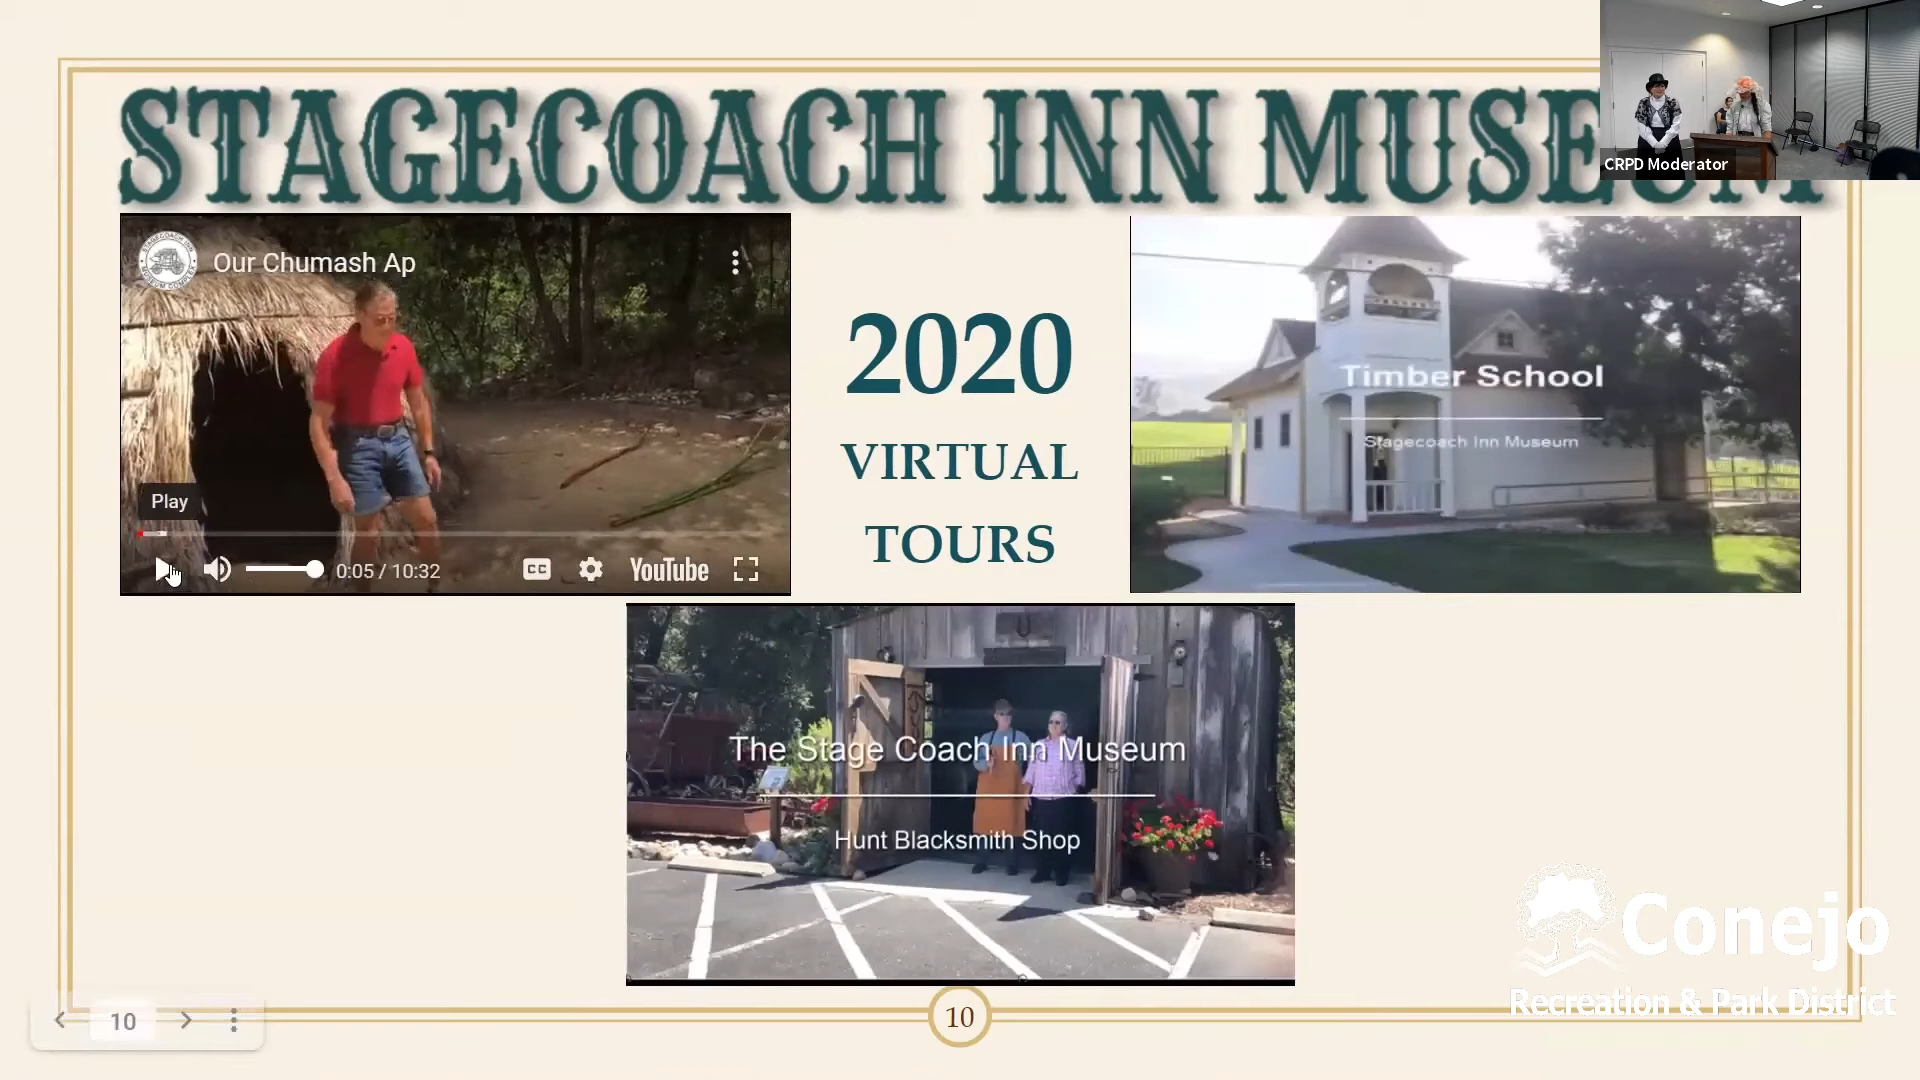 STAGECOACH INN MUSEUM
CRPD Moderator
Our Chumash Ap
Play
0:05 / 10:32
CC
YouTube
2020
VIRTUAL
TOURS
Timber School
Stagecoach Inn Museum
The Stage Coach Inn Museum
Hunt Blacksmith Shop
Conejo
Recreation & Park District
10
10